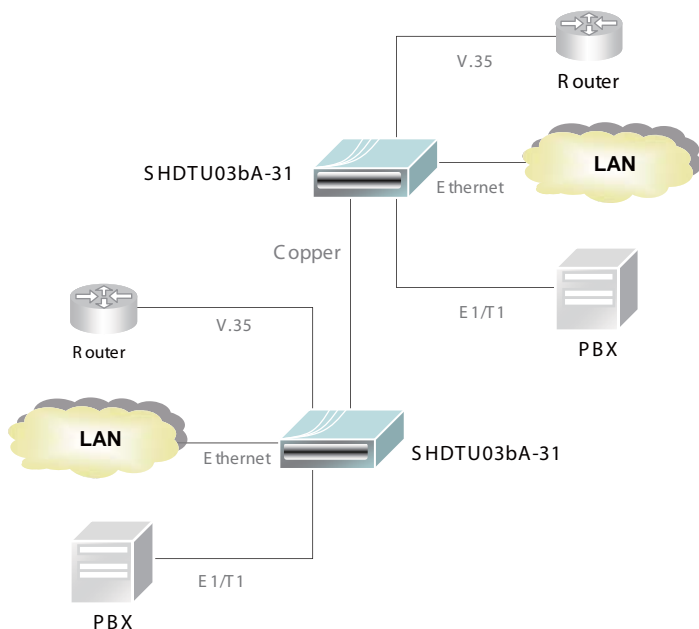 V.35
Router
SHDTU03bA-31
LAN
Ethernet
Copper
E1/T1
PBX
V.35
Router
LAN
Ethernet
SHDTU03bA-31
E1/T1
PBX